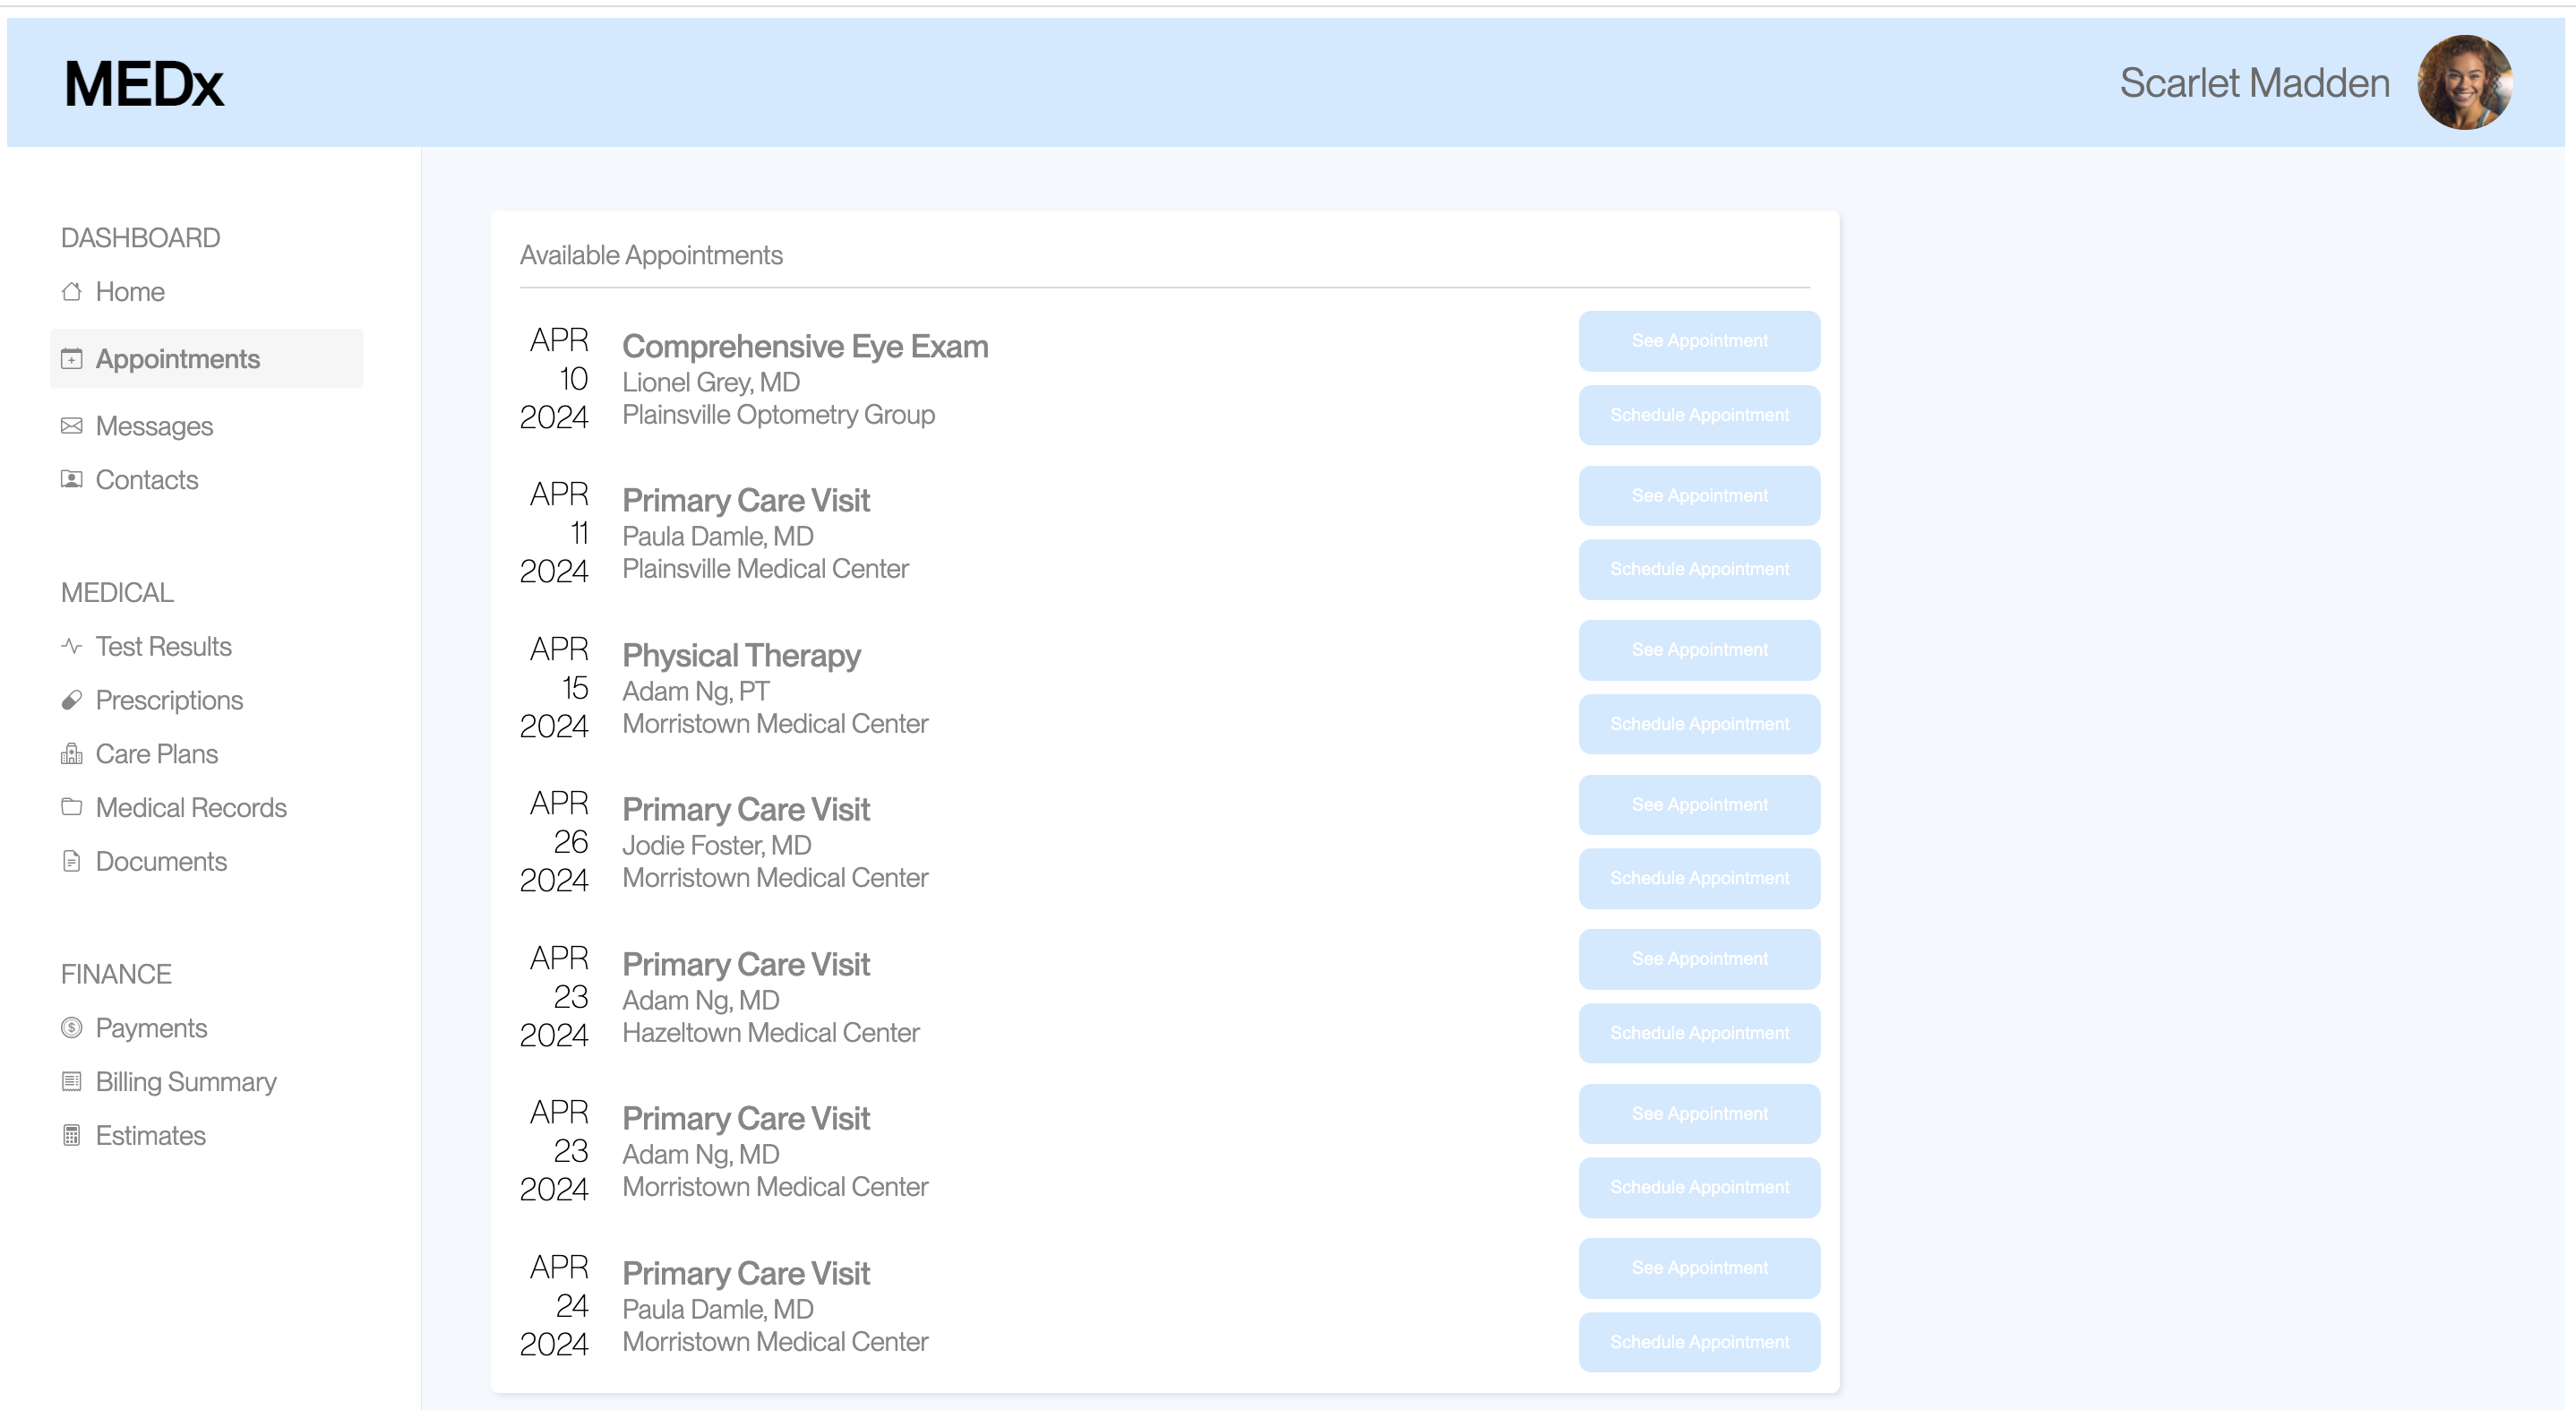 MEDx
Scarlet Madden
DASHBOARD
Home
Appointments
Messages
Contacts
MEDICAL
Test Results
Prescriptions
Care Plans
Medical Records
Documents
FINANCE
Payments
Billing Summary
Estimates
Available Appointments
APR
10
2024
Comprehensive Eye Exam
Lionel Grey, MD
Plainsville Optometry Group
See Appointment
Schedule Appointment
APR
11
2024
Primary Care Visit
Paula Damle, MD
Plainsville Medical Center
See Appointment
Schedule Appointment
APR
15
2024
Physical Therapy
Adam Ng, PT
Morristown Medical Center
See Appointment
Schedule Appointment
APR
26
2024
Primary Care Visit
Jodie Foster, MD
Morristown Medical Center
See Appointment
Schedule Appointment
APR
23
2024
Primary Care Visit
Adam Ng, MD
Hazeltown Medical Center
See Appointment
Schedule Appointment
APR
23
2024
Primary Care Visit
Adam Ng, MD
Morristown Medical Center
See Appointment
Schedule Appointment
APR
24
2024
Primary Care Visit
Paula Damle, MD
Morristown Medical Center
See Appointment
Schedule Appointment